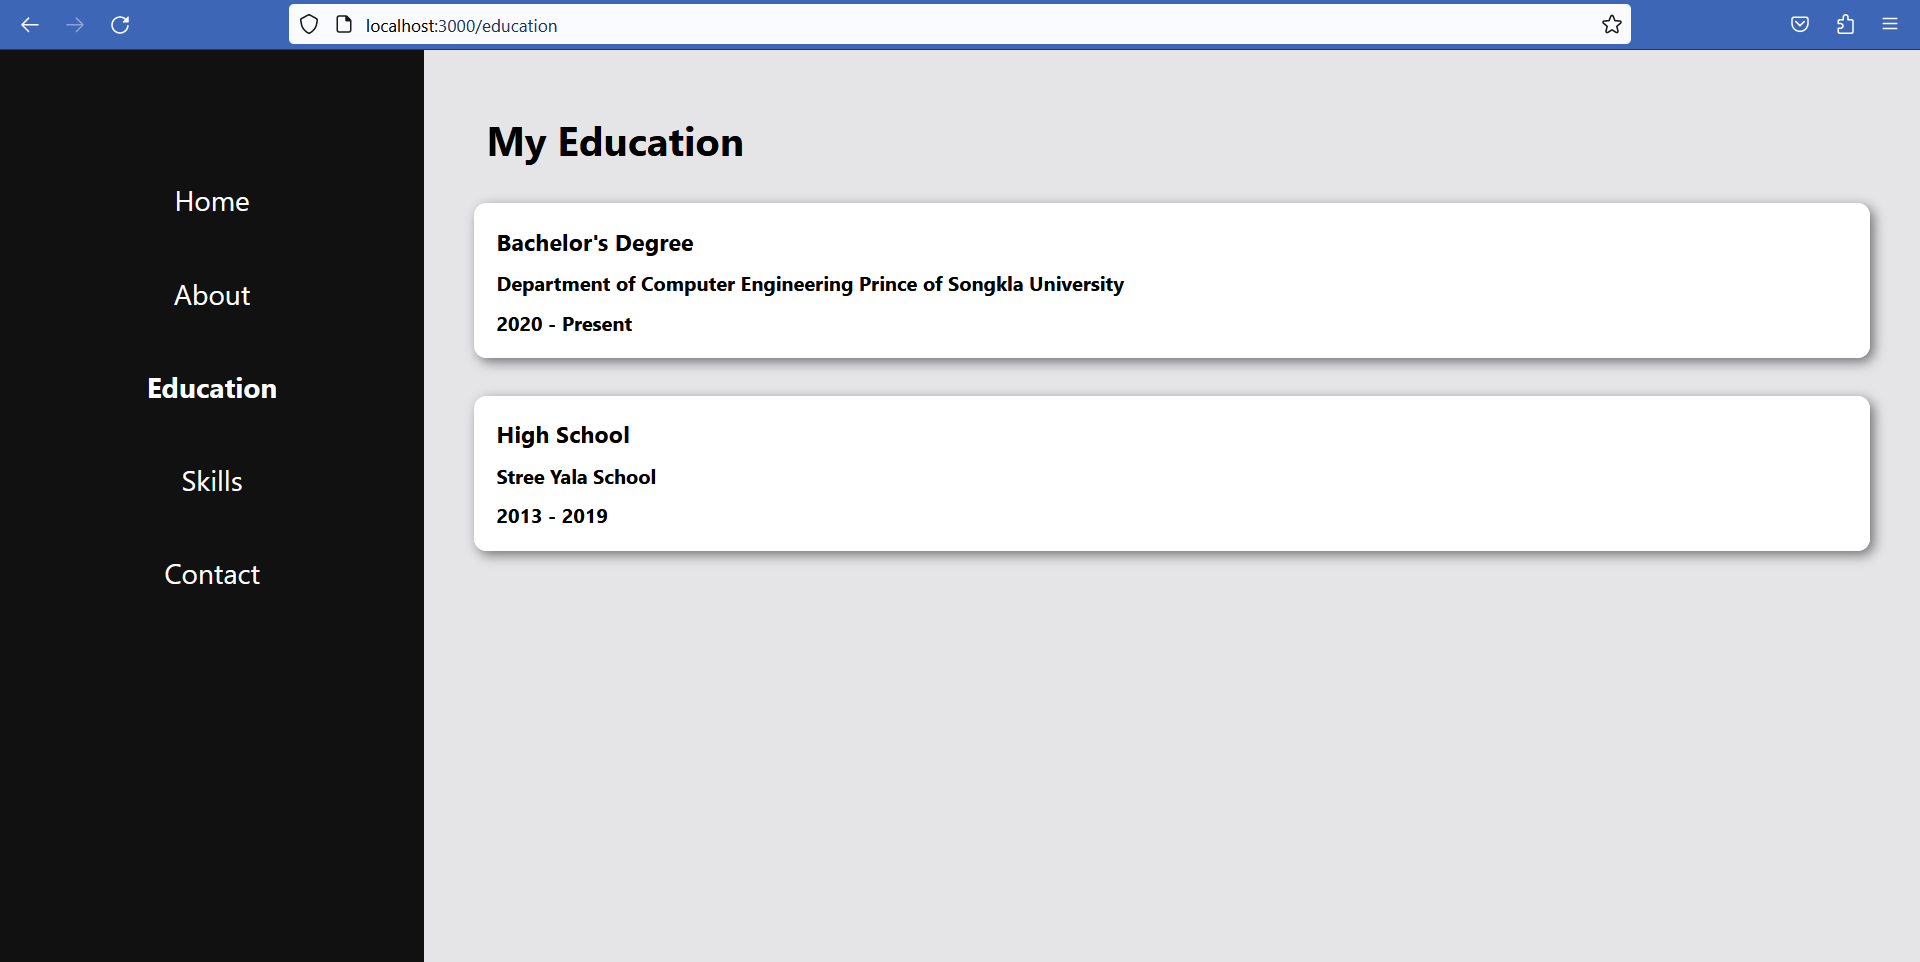 localhost:3000/education
Home
About
Education
Skills
Contact
My Education
Bachelor's Degree
Department of Computer Engineering Prince of Songkla University
2020 - Present
High School
Stree Yala School
2013 - 2019